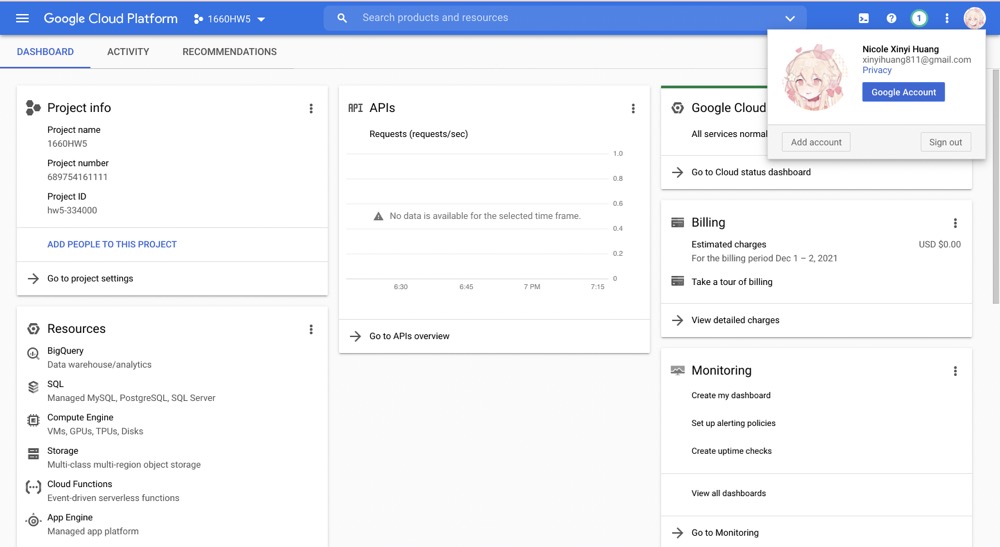 Google Cloud Platform
1660HW5
Search products and resources
1
DASHBOARD
ACTIVITY
RECOMMENDATIONS
Nicole Xinyi Huang
xinyihuang811@gmail.com
Privacy
Google Account
Add account
Sign out
Project info
Project name
1660HW5
Project number
689754161111
Project ID
hw5-334000
ADD PEOPLE TO THIS PROJECT
Go to project settings
Resources
BigQuery
Data warehouse/analytics
SQL
Managed MySQL, PostgreSQL, SQL Server
Compute Engine
VMs, GPUs, TPUs, Disks
Storage
Multi-class multi-region object storage
Cloud Functions
Event-driven serverless functions
App Engine
Managed app platform
API APIs
Requests (requests/sec)
1.0
0.8
0.6
No data is available for the selected time frame.
0.4
0.2
0
6:30 6:45 7 PM 7:15
Go to APIs overview
Google Cloud
All services normal
Go to Cloud status dashboard
Billing
Estimated charges USD $0.00
For the billing period Dec 1 – 2, 2021
Take a tour of billing
View detailed charges
Monitoring
Create my dashboard
Set up alerting policies
Create uptime checks
View all dashboards
Go to Monitoring